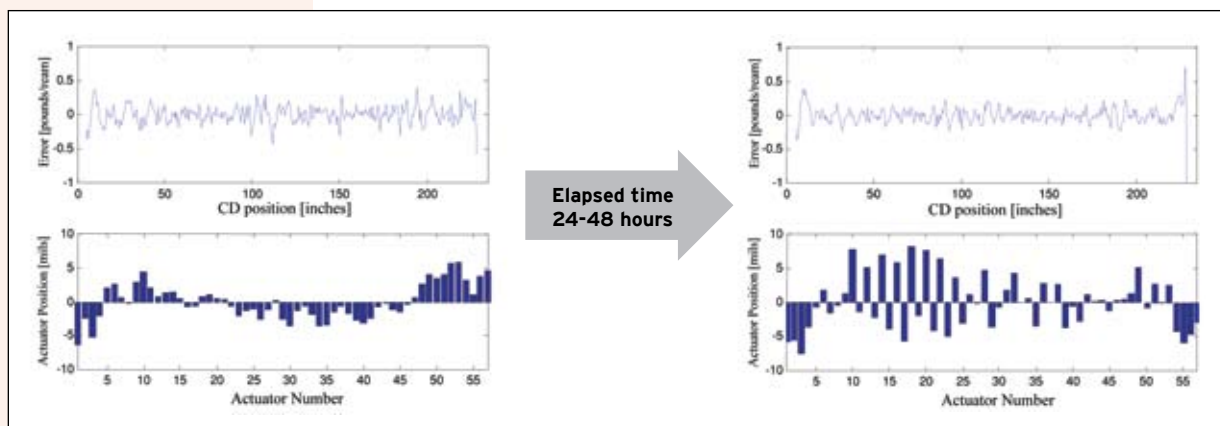 1
0.5
0
-0.5
-1
Error [pounds/ream]
0 50 100 150 200
CD position [inches]
10
5
0
-5
-10
Actuator Position [mils]
5 10 15 20 25 30 35 40 45 50 55
Actuator Number
Elapsed time
24-48 hours
1
0.5
0
-0.5
-1
Error [pounds/ream]
0 50 100 150 200
CD position [inches]
10
5
0
-5
-10
Actuator Position [mils]
5 10 15 20 25 30 35 40 45 50 55
Actuator Number